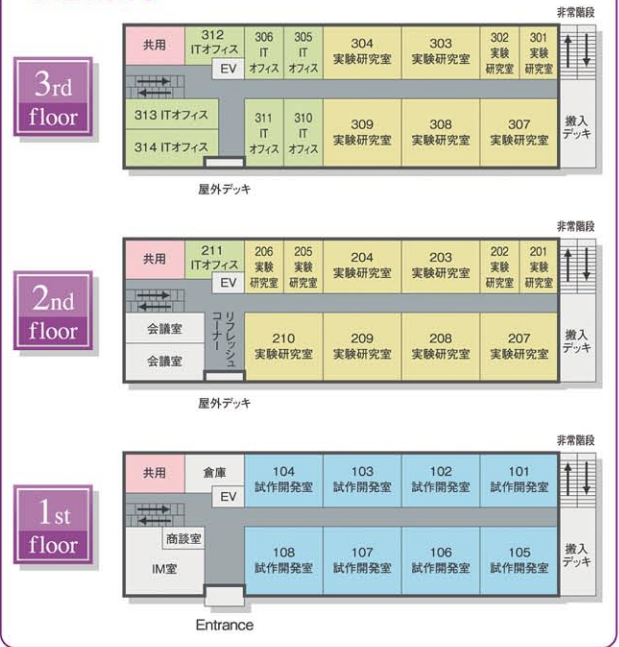 3rd
floor
非常階段
共用
312
ITオフィス
EV
306
IT
オフィス
305
IT
オフィス
304
実験研究室
303
実験研究室
302
実験
研究室
301
実験
研究室
313 ITオフィス
314 ITオフィス
311
IT
オフィス
310
IT
オフィス
309
実験研究室
308
実験研究室
307
実験研究室
搬入
デッキ
屋外デッキ
2nd
floor
非常階段
共用
211
ITオフィス
EV
206
実験
研究室
205
実験
研究室
204
実験研究室
203
実験研究室
202
実験
研究室
201
実験
研究室
会議室
会議室
リフレッシュ
コーナー
210
実験研究室
209
実験研究室
208
実験研究室
207
実験研究室
搬入
デッキ
屋外デッキ
1st
floor
非常階段
共用
倉庫
EV
104
試作開発室
103
試作開発室
102
試作開発室
101
試作開発室
商談室
IM室
108
試作開発室
107
試作開発室
106
試作開発室
105
試作開発室
搬入
デッキ
Entrance